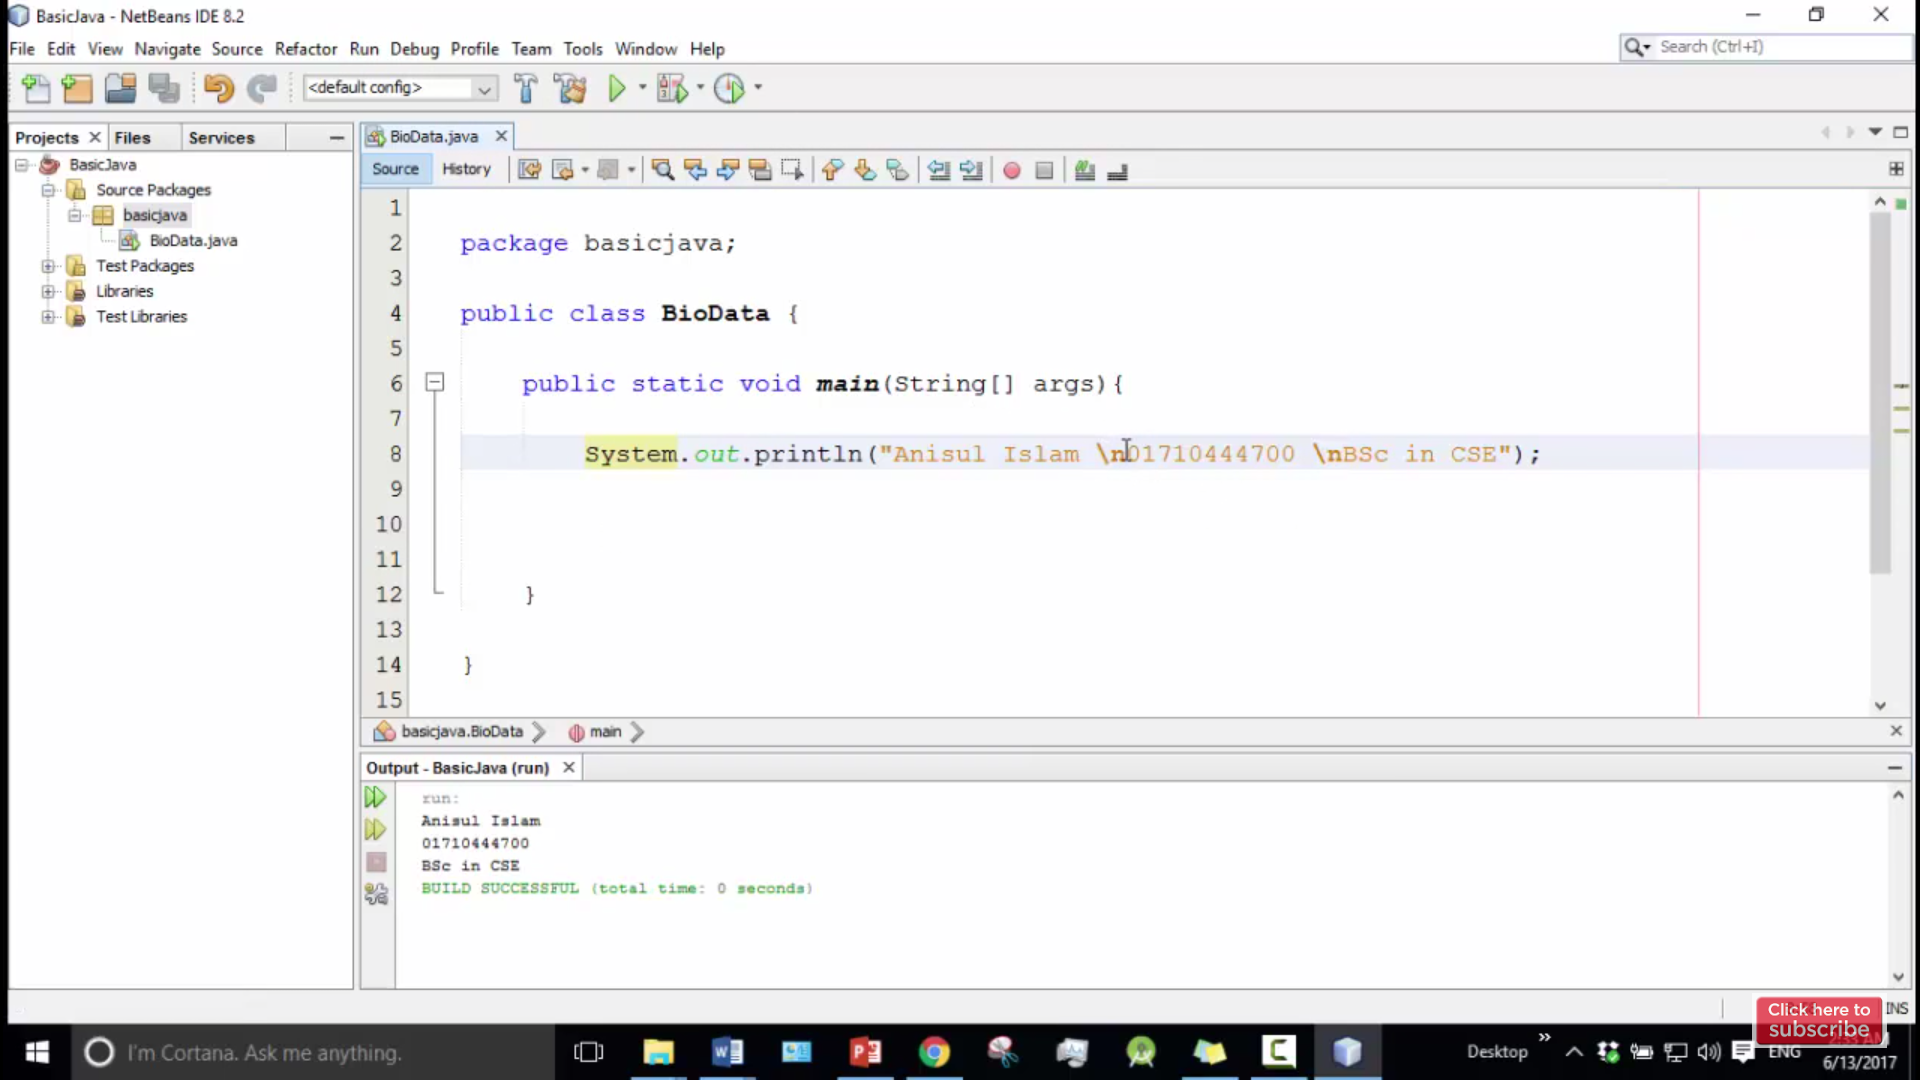 BasicJava - NetBeans IDE 8.2
File Edit View Navigate Source Refactor Run Debug Profile Team Tools Window Help
Search (Ctrl+I)
<default config>
Projects Files Services
BioData.java
BasicJava
Source History
Source Packages
basicjava
BioData.java
Test Packages
Libraries
Test Libraries
1
2 package basicjava;
3
4 public class BioData {
5
6 public static void main(String[] args){
7
8 System.out.println("Anisul Islam \n01710444700 \nBSc in CSE");
9
10
11
12 }
13
14 }
15
basicjava.BioData main
Output - BasicJava (run)
run:
Anisul Islam
01710444700
BSc in CSE
BUILD SUCCESSFUL (total time: 0 seconds)
INS
Click here to
subscribe
I'm Cortana. Ask me anything.
Desktop
ENG
6/13/2017